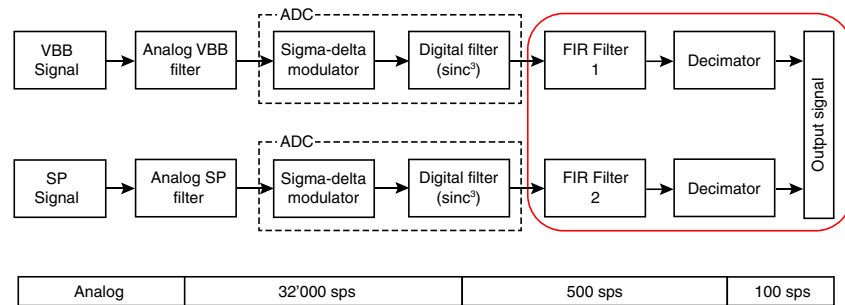 ADC
VBB
Signal
Analog VBB
filter
Sigma-delta
modulator
Digital filter
(sinc³)
FIR Filter
1
Decimator
Output signal
ADC
SP
Signal
Analog SP
filter
Sigma-delta
modulator
Digital filter
(sinc³)
FIR Filter
2
Decimator
Analog
32'000 sps
500 sps
100 sps